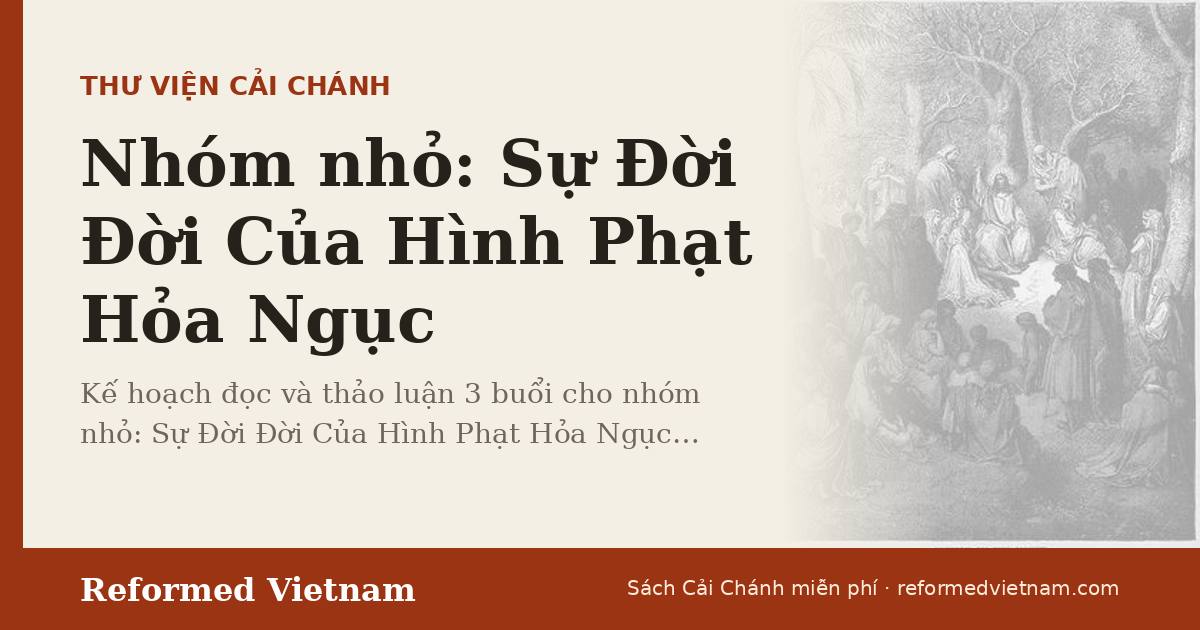 THƯ VIỆN CẢI CHÁNH
Nhóm nhỏ: Sự Đời
Đời Của Hình Phạt
Hỏa Ngục
Kế hoạch đọc và thảo luận 3 buổi cho nhóm
nhỏ: Sự Đời Đời Của Hình Phạt Hỏa Ngục…
Reformed Vietnam
Sách Cải Chánh miễn phí · reformedvietnam.com